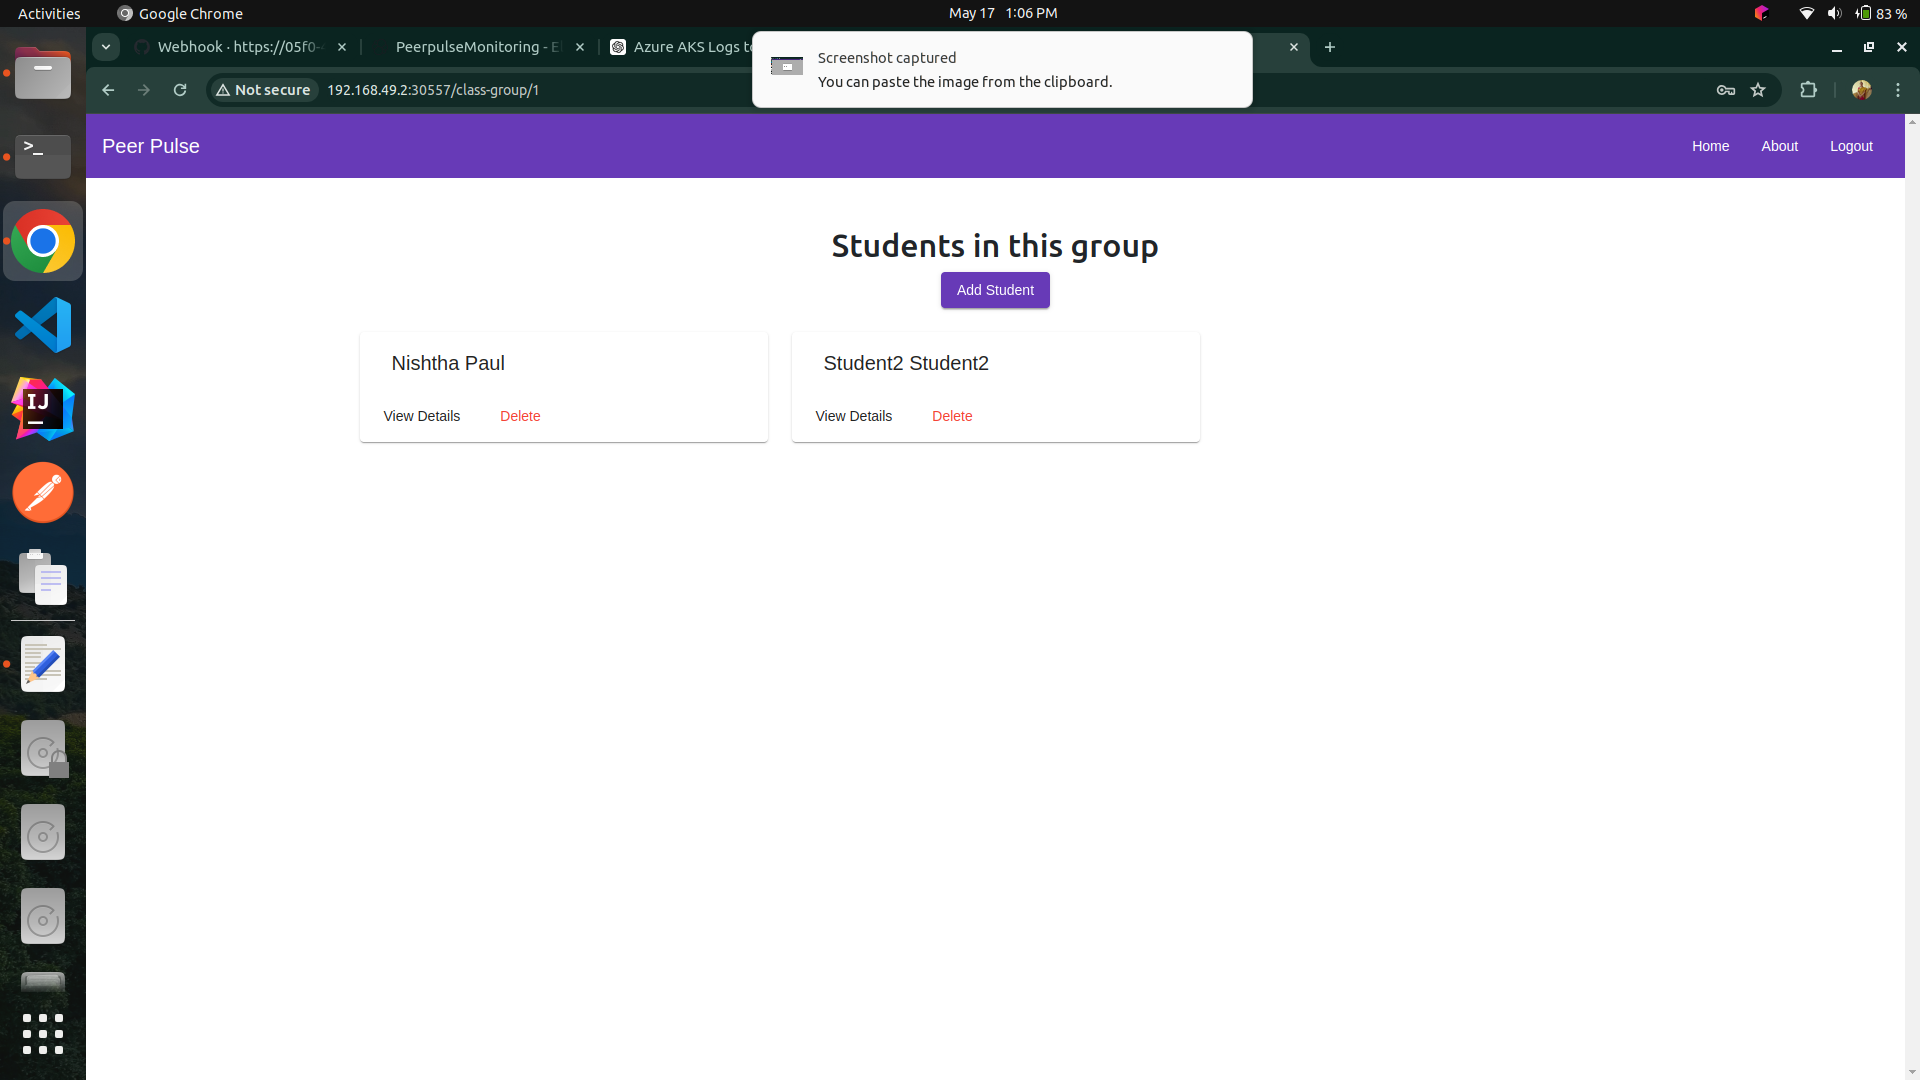 Activities
Google Chrome
May 17 1:06 PM
83 %
Webhook · https://05f0-
PeerpulseMonitoring - E
Azure AKS Logs to
Screenshot captured
You can paste the image from the clipboard.
Not secure
192.168.49.2:30557/class-group/1
Peer Pulse
Home
About
Logout
Students in this group
Add Student
Nishtha Paul
View Details
Delete
Student2 Student2
View Details
Delete
>_
IJ